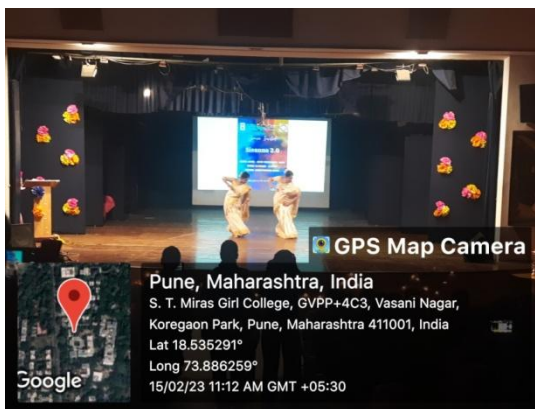 GPS Map Camera
Pune, Maharashtra, India
S. T. Miras Girl College, GVPP+4C3, Vasani Nagar,
Koregaon Park, Pune, Maharashtra 411001, India
Lat 18.535291°
Long 73.886259°
15/02/23 11:12 AM GMT +05:30
Google